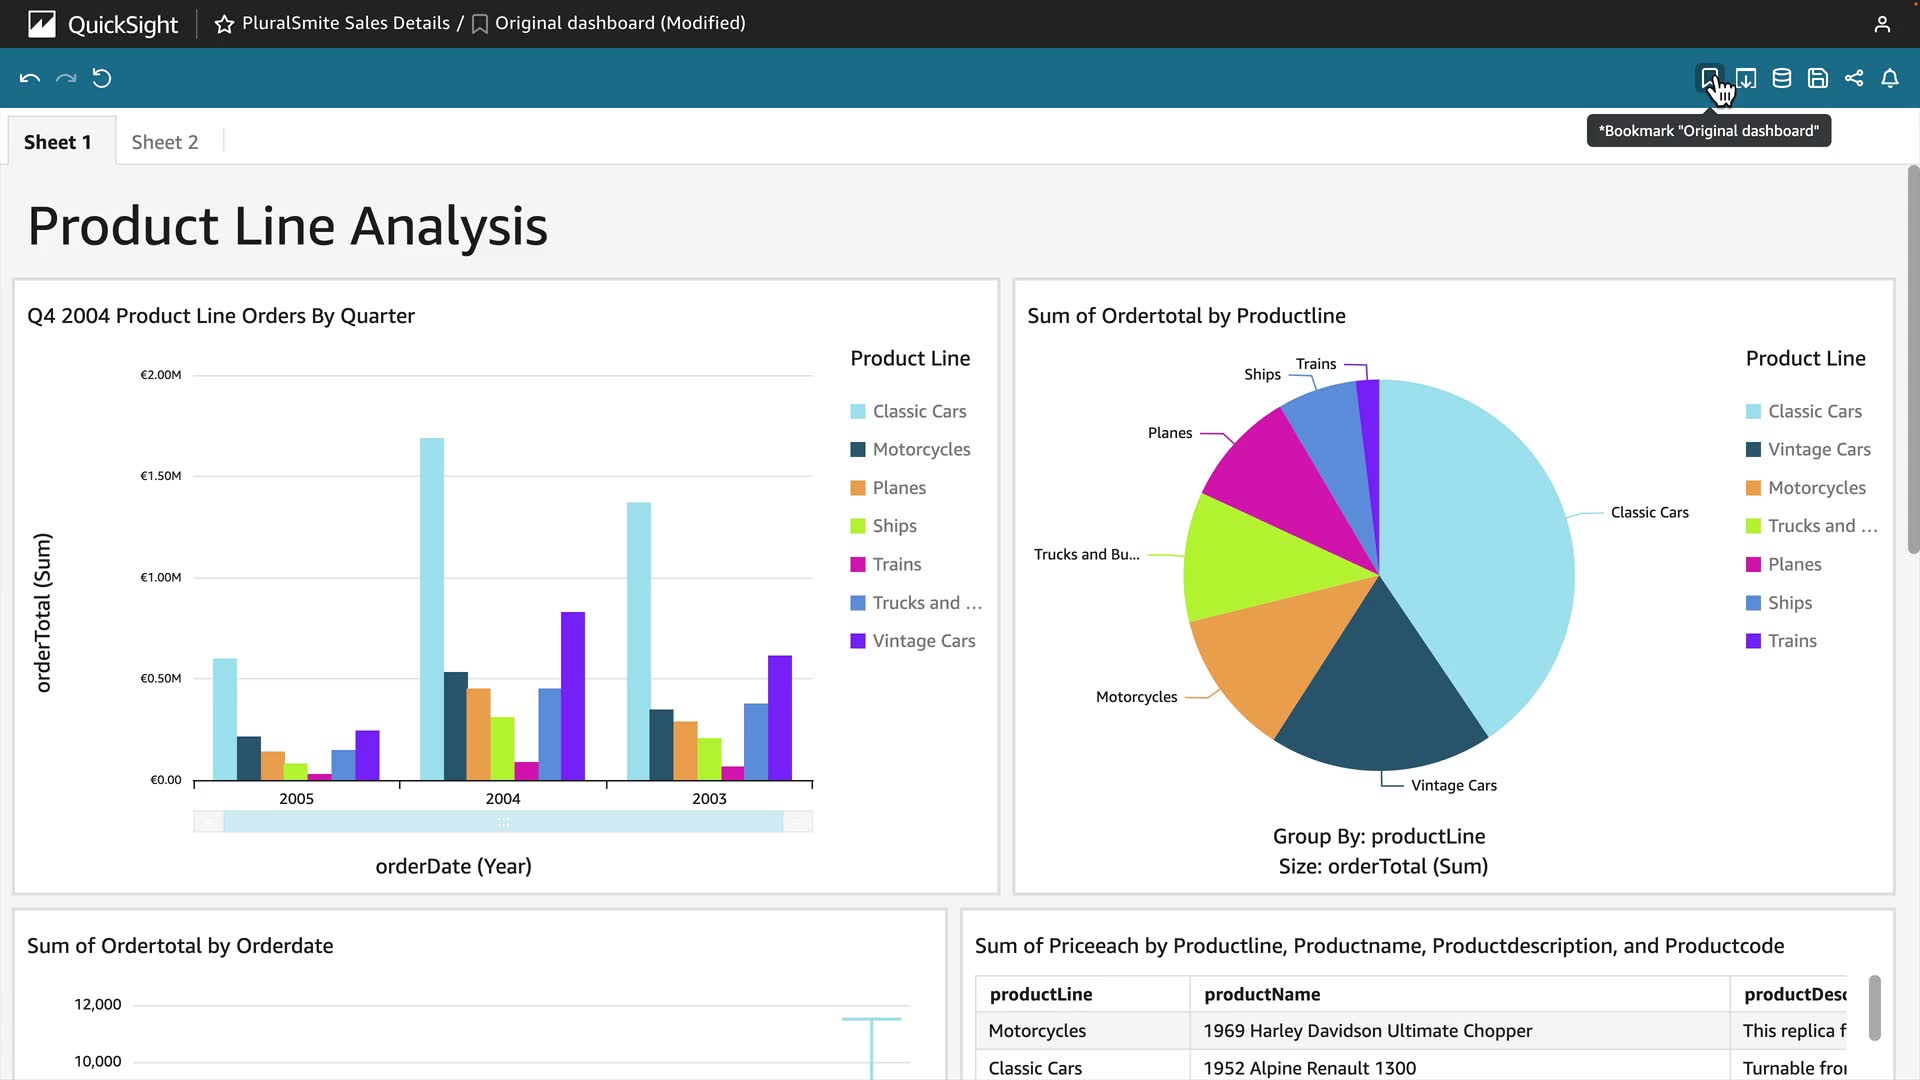 QuickSight
PluralSmite Sales Details / Original dashboard (Modified)
*Bookmark "Original dashboard"
Sheet 1
Sheet 2
Product Line Analysis
Q4 2004 Product Line Orders By Quarter
orderTotal (Sum)
€2.00M
€1.50M
€1.00M
€0.50M
€0.00
2005
2004
2003
orderDate (Year)
Product Line
Classic Cars
Motorcycles
Planes
Ships
Trains
Trucks and ...
Vintage Cars
Sum of Ordertotal by Productline
Trains
Ships
Planes
Classic Cars
Trucks and Bu...
Motorcycles
Vintage Cars
Group By: productLine
Size: orderTotal (Sum)
Product Line
Classic Cars
Vintage Cars
Motorcycles
Trucks and ...
Planes
Ships
Trains
Sum of Ordertotal by Orderdate
12,000
10,000
Sum of Priceeach by Productline, Productname, Productdescription, and Productcode
productLine productName productDesc
Motorcycles 1969 Harley Davidson Ultimate Chopper This replica f
Classic Cars 1952 Alpine Renault 1300 Turnable fro